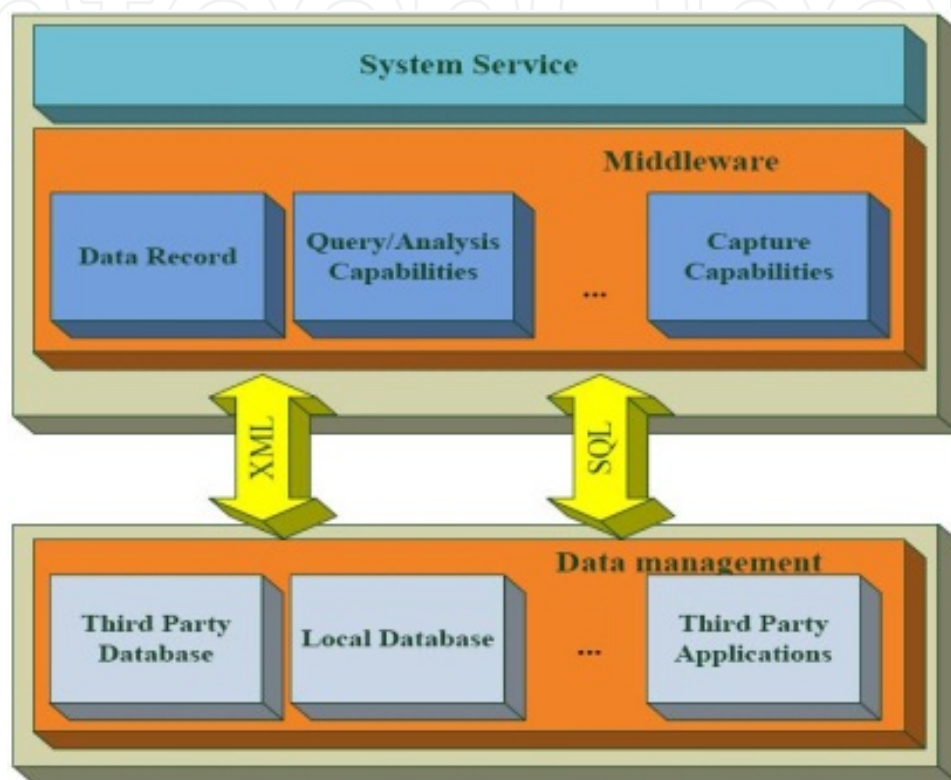 System Service
Middleware
Data Record
Query/Analysis
Capabilities
...
Capture
Capabilities
XML
SQL
Data management
Third Party
Database
Local Database
...
Third Party
Applications